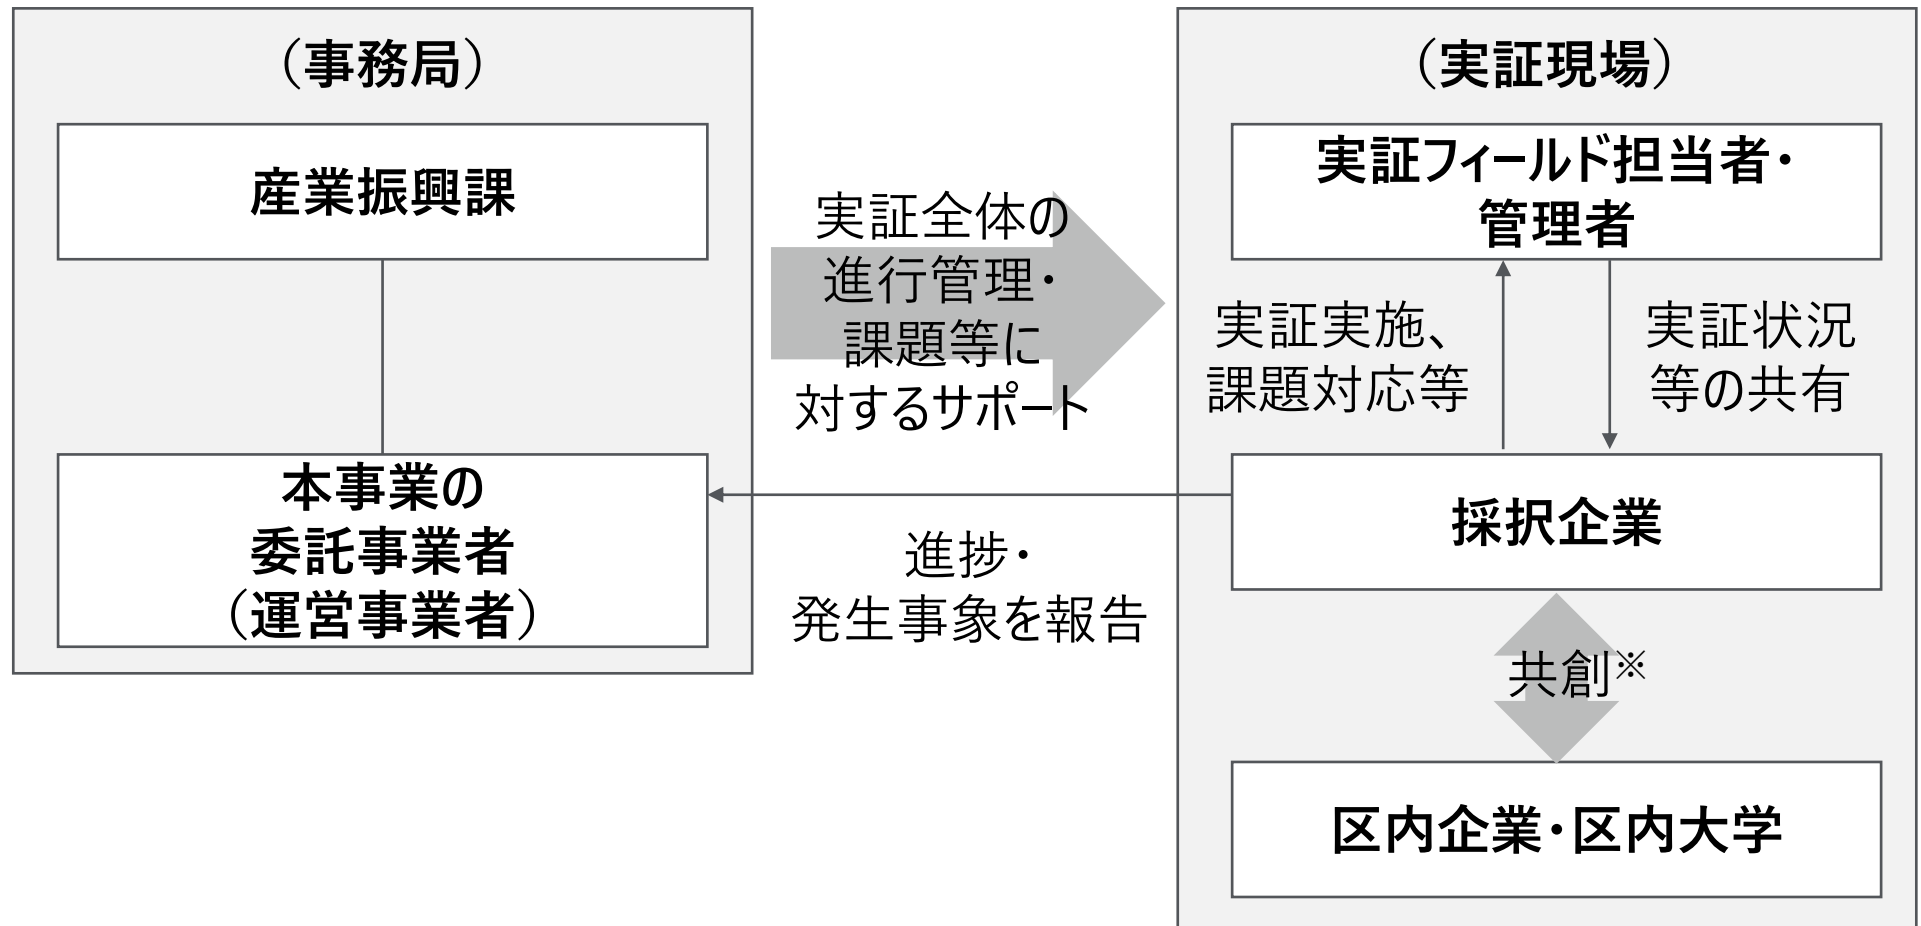 （事務局）
産業振興課
本事業の
委託事業者
（運営事業者）
実証全体の
進行管理・
課題等に
対するサポート
進捗・
発生事象を報告
（実証現場）
実証フィールド担当者・
管理者
実証実施、
課題対応等
実証状況
等の共有
採択企業
共創※
区内企業・区内大学